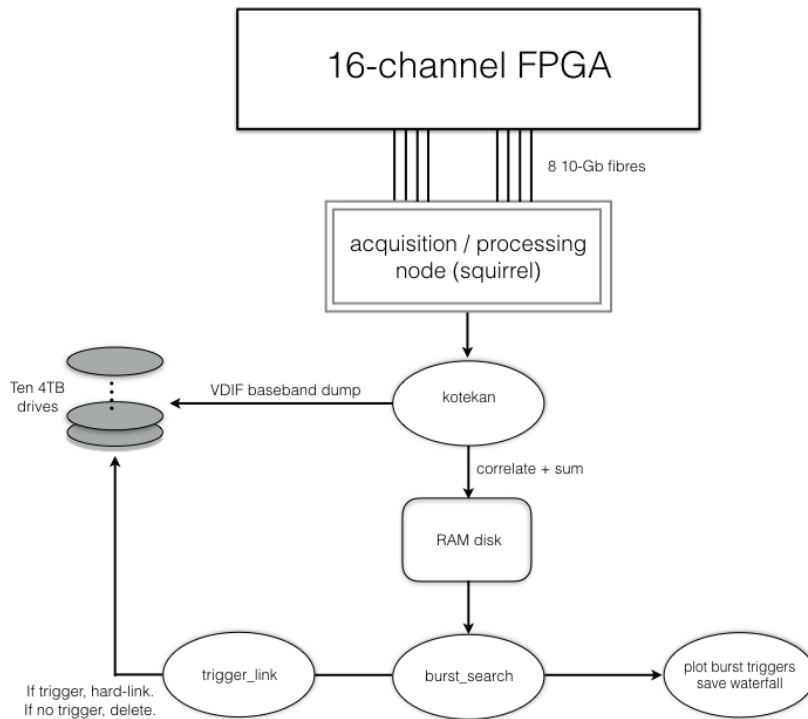 16-channel FPGA
8 10-Gb fibres
acquisition / processing
node (squirrel)
Ten 4TB
drives
VDIF baseband dump
kotekan
correlate + sum
RAM disk
trigger_link
burst_search
plot burst triggers
save waterfall
If trigger, hard-link.
If no trigger, delete.